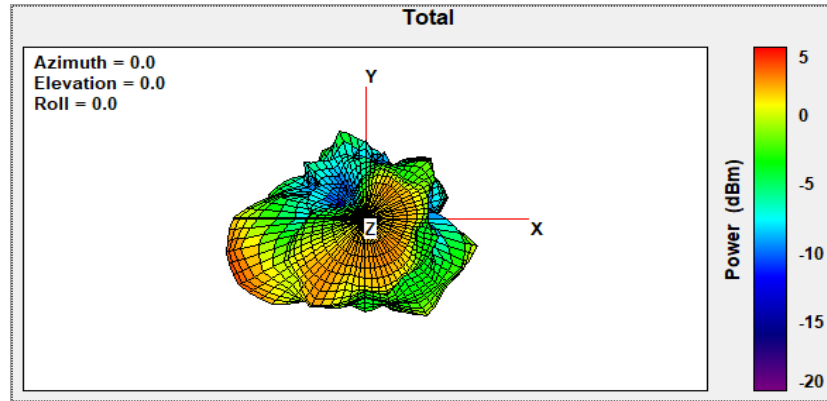 Total
Azimuth = 0.0
Elevation = 0.0
Roll = 0.0
Y
X
Z
Power (dBm)
5
0
-5
-10
-15
-20